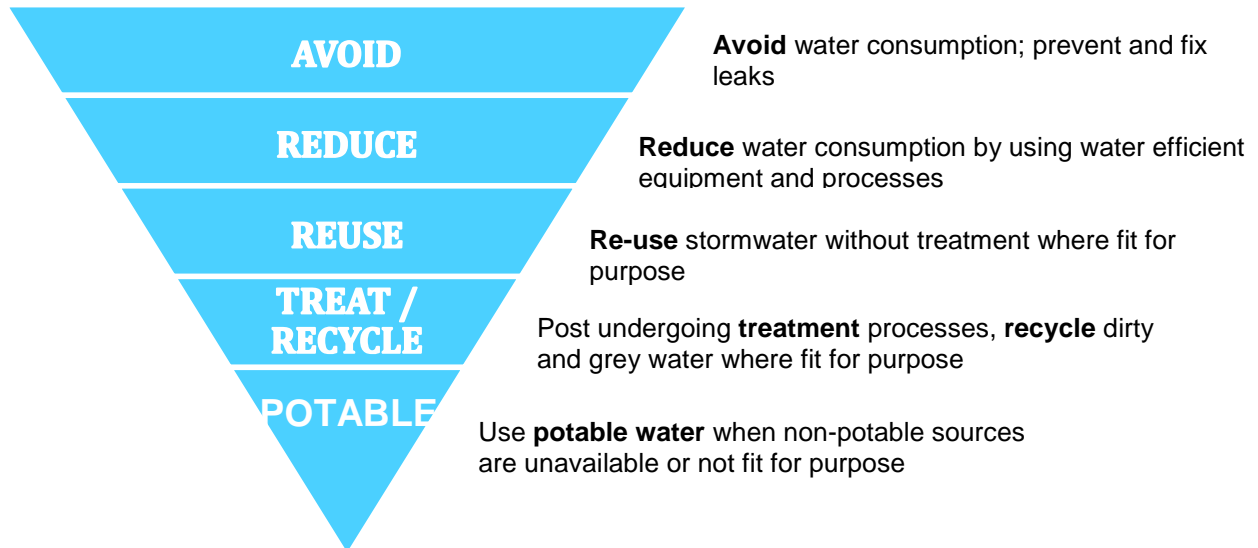 AVOID
Avoid water consumption; prevent and fix
leaks
REDUCE
Reduce water consumption by using water efficient
equipment and processes
REUSE
Re-use stormwater without treatment where fit for
purpose
TREAT /
RECYCLE
Post undergoing treatment processes, recycle dirty
and grey water where fit for purpose
POTABLE
Use potable water when non-potable sources
are unavailable or not fit for purpose